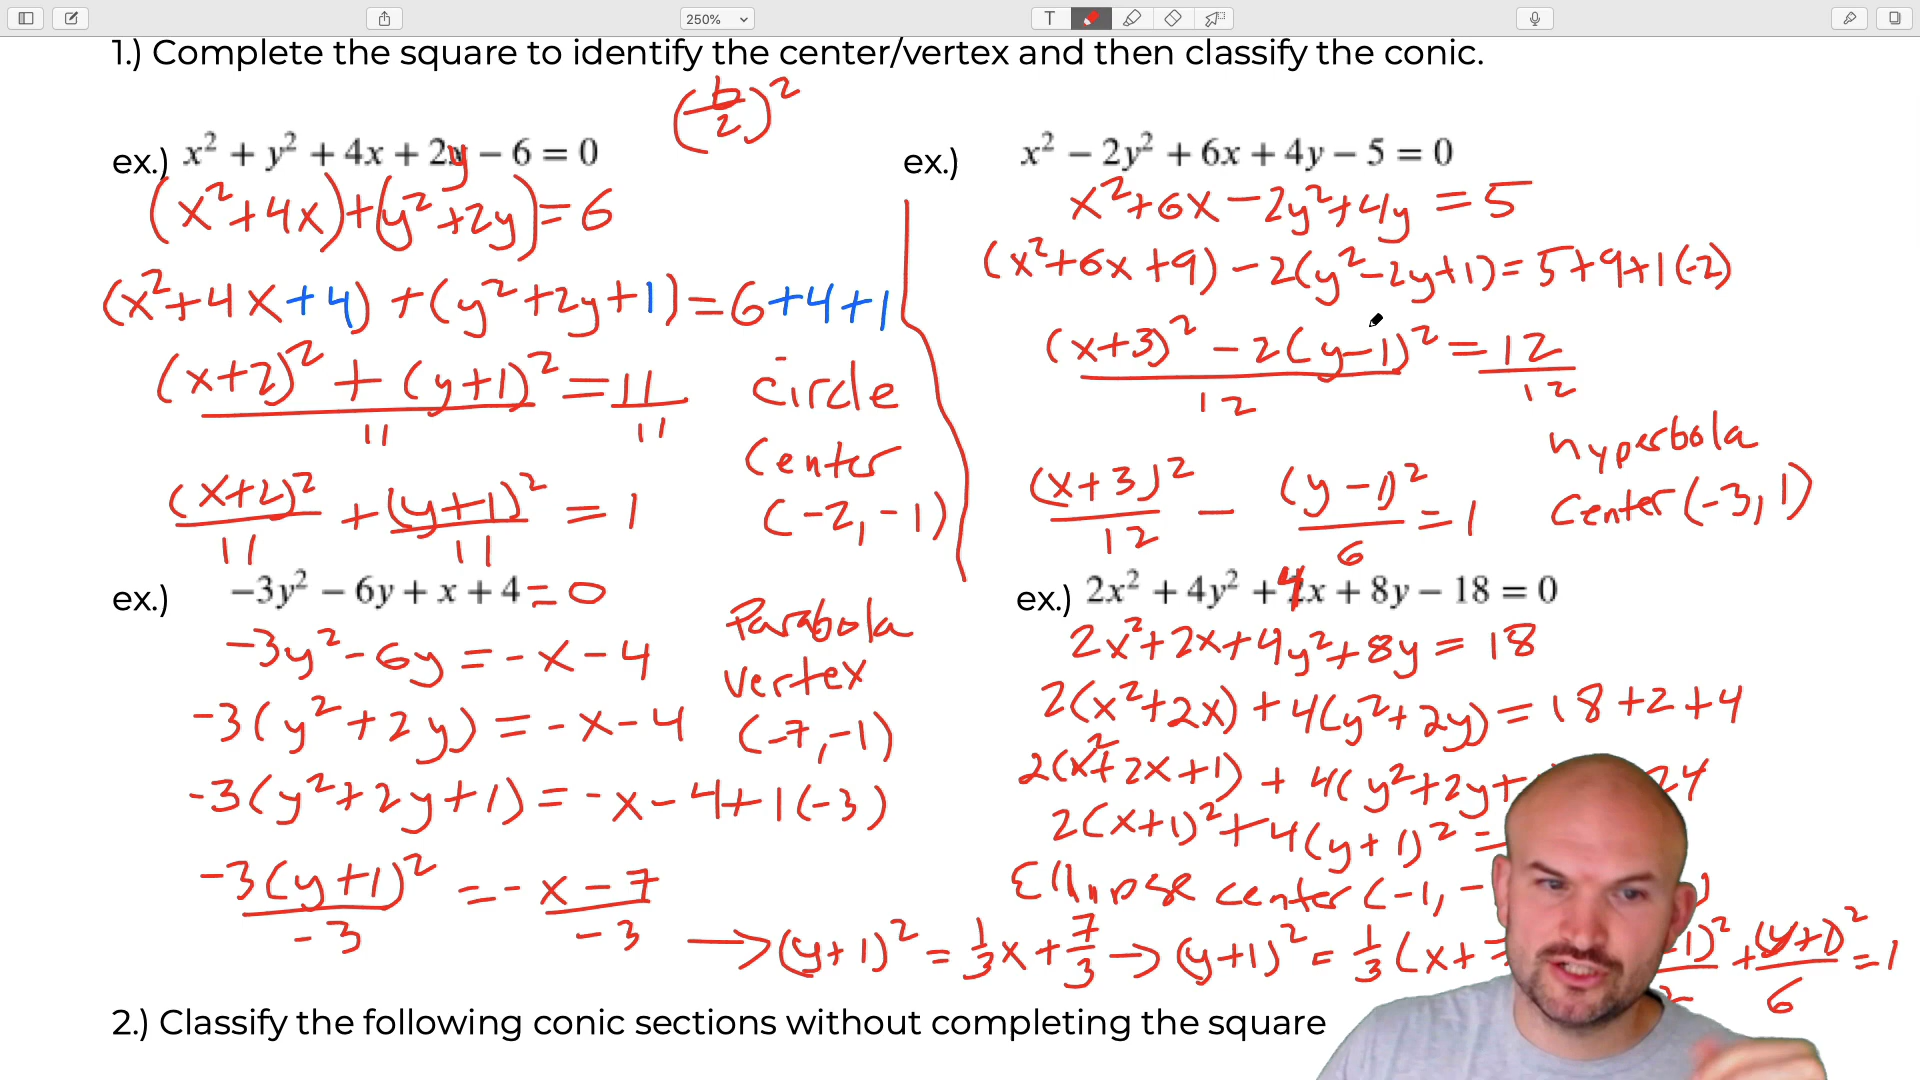 250%
T
1.) Complete the square to identify the center/vertex and then classify the conic.
(b/2)²
ex.) x² + y² + 4x + 2y − 6 = 0
(x²+4x)+(y²+2y)=6
(x²+4x+4)+(y²+2y+1)=6+4+1
(x+2)²+(y+1)²=11
11 11
(x+2)²/11+(y+1)²/11=1
circle
center
(-2,-1)
ex.) x² − 2y² + 6x + 4y − 5 = 0
x²+6x-2y²+4y=5
(x²+6x+9)-2(y²-2y+1)=5+9+1(-2)
(x+3)²-2(y-1)²=12
12 12
(x+3)²/12-(y-1)²/6=1
hyperbola
center(-3,1)
ex.) −3y² − 6y + x + 4=0
-3y²-6y=-x-4
-3(y²+2y)=-x-4
-3(y²+2y+1)=-x-4+1(-3)
-3(y+1)²=-x-7
-3 -3
Parabola
vertex
(-7,-1)
→(y+1)²=1/3x+7/3→(y+1)²=1/3(x+
ex.) 2x² + 4y² + 4x + 8y − 18 = 0
2x²+2x+4y²+8y=18
2(x²+2x)+4(y²+2y)=18+2+4
2(x²+2x+1)+4(y²+2y+ 24
2(x+1)²+4(y+1)²=
Ellipse center(-1,-
1)²+(y+1)²/6=1
2.) Classify the following conic sections without completing the square